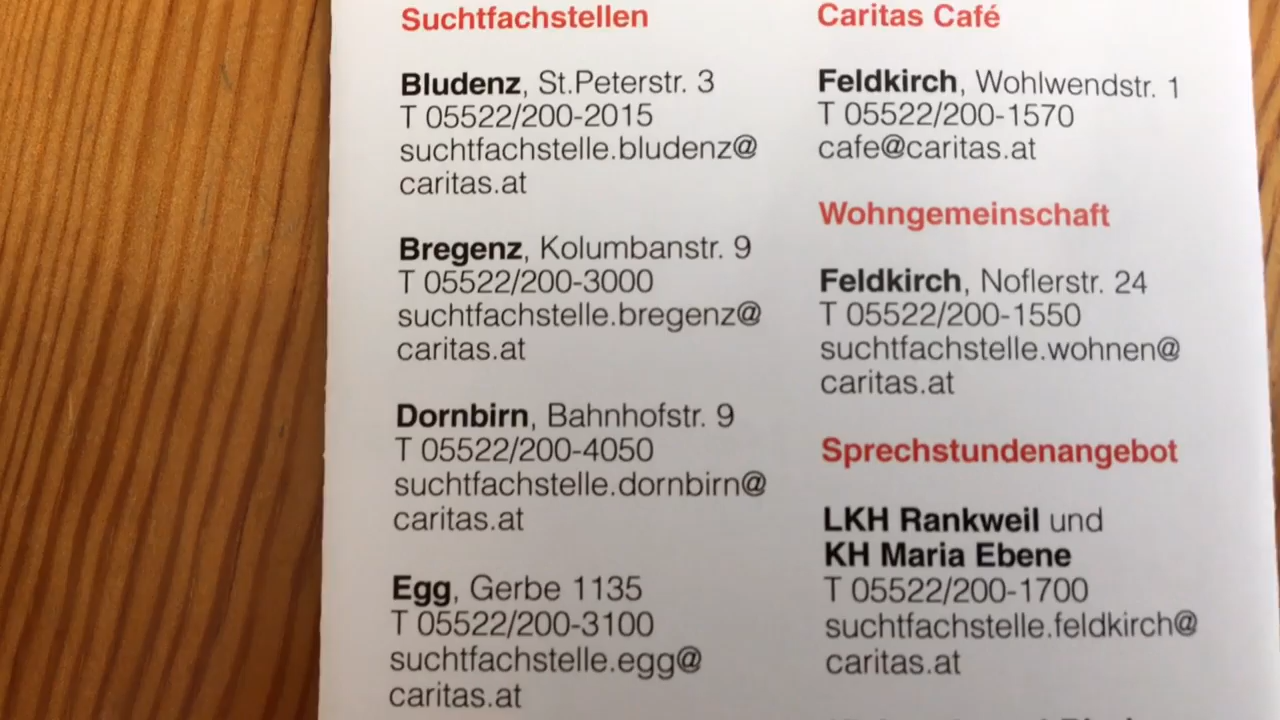 Suchtfachstellen
Bludenz, St.Peterstr. 3
T 05522/200-2015
suchtfachstelle.bludenz@
caritas.at
Bregenz, Kolumbanstr. 9
T 05522/200-3000
suchtfachstelle.bregenz@
caritas.at
Dornbirn, Bahnhofstr. 9
T 05522/200-4050
suchtfachstelle.dornbirn@
caritas.at
Egg, Gerbe 1135
T 05522/200-3100
suchtfachstelle.egg@
caritas.at
Caritas Café
Feldkirch, Wohlwendstr. 1
T 05522/200-1570
cafe@caritas.at
Wohngemeinschaft
Feldkirch, Noflerstr. 24
T 05522/200-1550
suchtfachstelle.wohnen@
caritas.at
Sprechstundenangebot
LKH Rankweil und
KH Maria Ebene
T 05522/200-1700
suchtfachstelle.feldkirch@
caritas.at